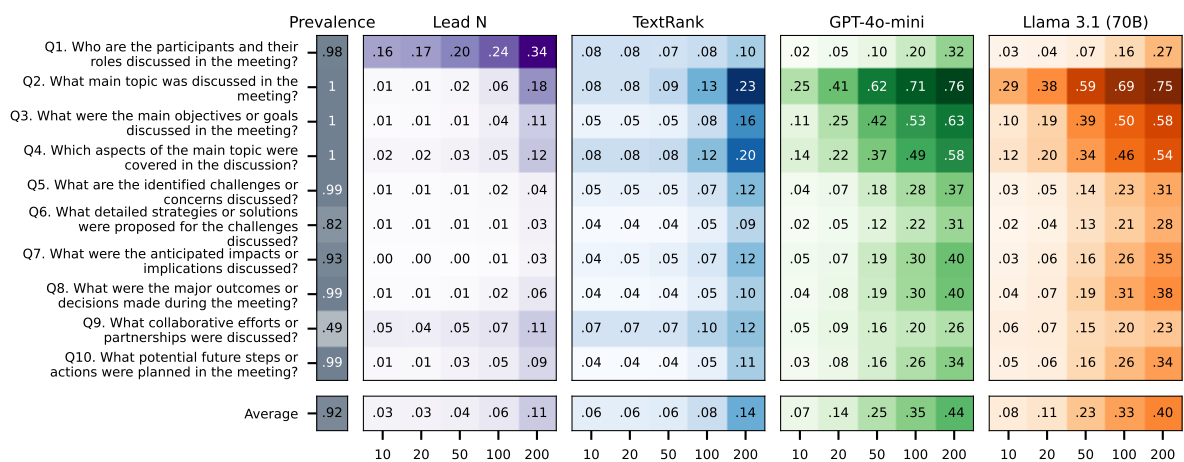 Prevalence Lead N TextRank GPT-4o-mini Llama 3.1 (70B)
Q1. Who are the participants and their
roles discussed in the meeting?
.98 .16 .17 .20 .24 .34 .08 .08 .07 .08 .10 .02 .05 .10 .20 .32 .03 .04 .07 .16 .27
Q2. What main topic was discussed in the
meeting?
1 .01 .01 .02 .06 .18 .08 .08 .09 .13 .23 .25 .41 .62 .71 .76 .29 .38 .59 .69 .75
Q3. What were the main objectives or goals
discussed in the meeting?
1 .01 .01 .01 .04 .11 .05 .05 .05 .08 .16 .11 .25 .42 .53 .63 .10 .19 .39 .50 .58
Q4. Which aspects of the main topic were
covered in the discussion?
1 .02 .02 .03 .05 .12 .08 .08 .08 .12 .20 .14 .22 .37 .49 .58 .12 .20 .34 .46 .54
Q5. What are the identified challenges or
concerns discussed?
.99 .01 .01 .01 .02 .04 .05 .05 .05 .07 .12 .04 .07 .18 .28 .37 .03 .05 .14 .23 .31
Q6. What detailed strategies or solutions
were proposed for the challenges
discussed?
.82 .01 .01 .01 .01 .03 .04 .04 .04 .05 .09 .02 .05 .12 .22 .31 .02 .04 .13 .21 .28
Q7. What were the anticipated impacts or
implications discussed?
.93 .00 .00 .00 .01 .03 .04 .05 .04 .07 .12 .05 .07 .19 .30 .40 .03 .06 .16 .26 .35
Q8. What were the major outcomes or
decisions made during the meeting?
.99 .01 .01 .01 .02 .06 .04 .04 .04 .05 .10 .04 .08 .19 .30 .40 .04 .07 .19 .31 .38
Q9. What collaborative efforts or
partnerships were discussed?
.49 .05 .04 .05 .07 .11 .07 .07 .07 .10 .12 .05 .09 .16 .20 .26 .06 .07 .15 .20 .23
Q10. What potential future steps or
actions were planned in the meeting?
.99 .01 .01 .03 .05 .09 .04 .04 .04 .05 .11 .03 .08 .16 .26 .34 .05 .06 .16 .26 .34
Average .92 .03 .03 .04 .06 .11 .06 .06 .06 .08 .14 .07 .14 .25 .35 .44 .08 .11 .23 .33 .40
10 20 50 100 200 10 20 50 100 200 10 20 50 100 200 10 20 50 100 200